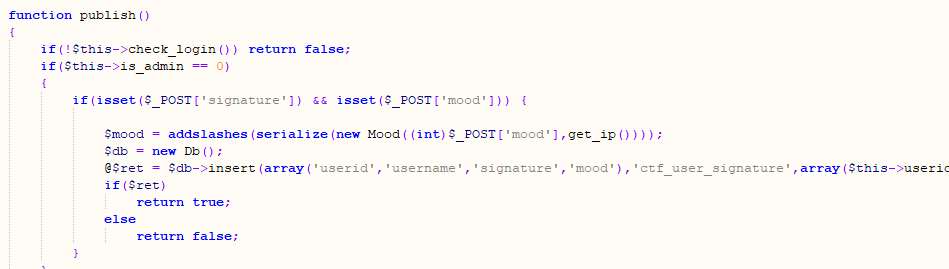 function publish()
{
if(!$this->check_login()) return false;
if($this->is_admin == 0)
{
if(isset($_POST['signature']) && isset($_POST['mood'])) {
$mood = addslashes(serialize(new Mood((int)$_POST['mood'],get_ip())));
$db = new Db();
@$ret = $db->insert(array('userid','username','signature','mood'),'ctf_user_signature',array($this->userid
if($ret)
return true;
else
return false;
}
}